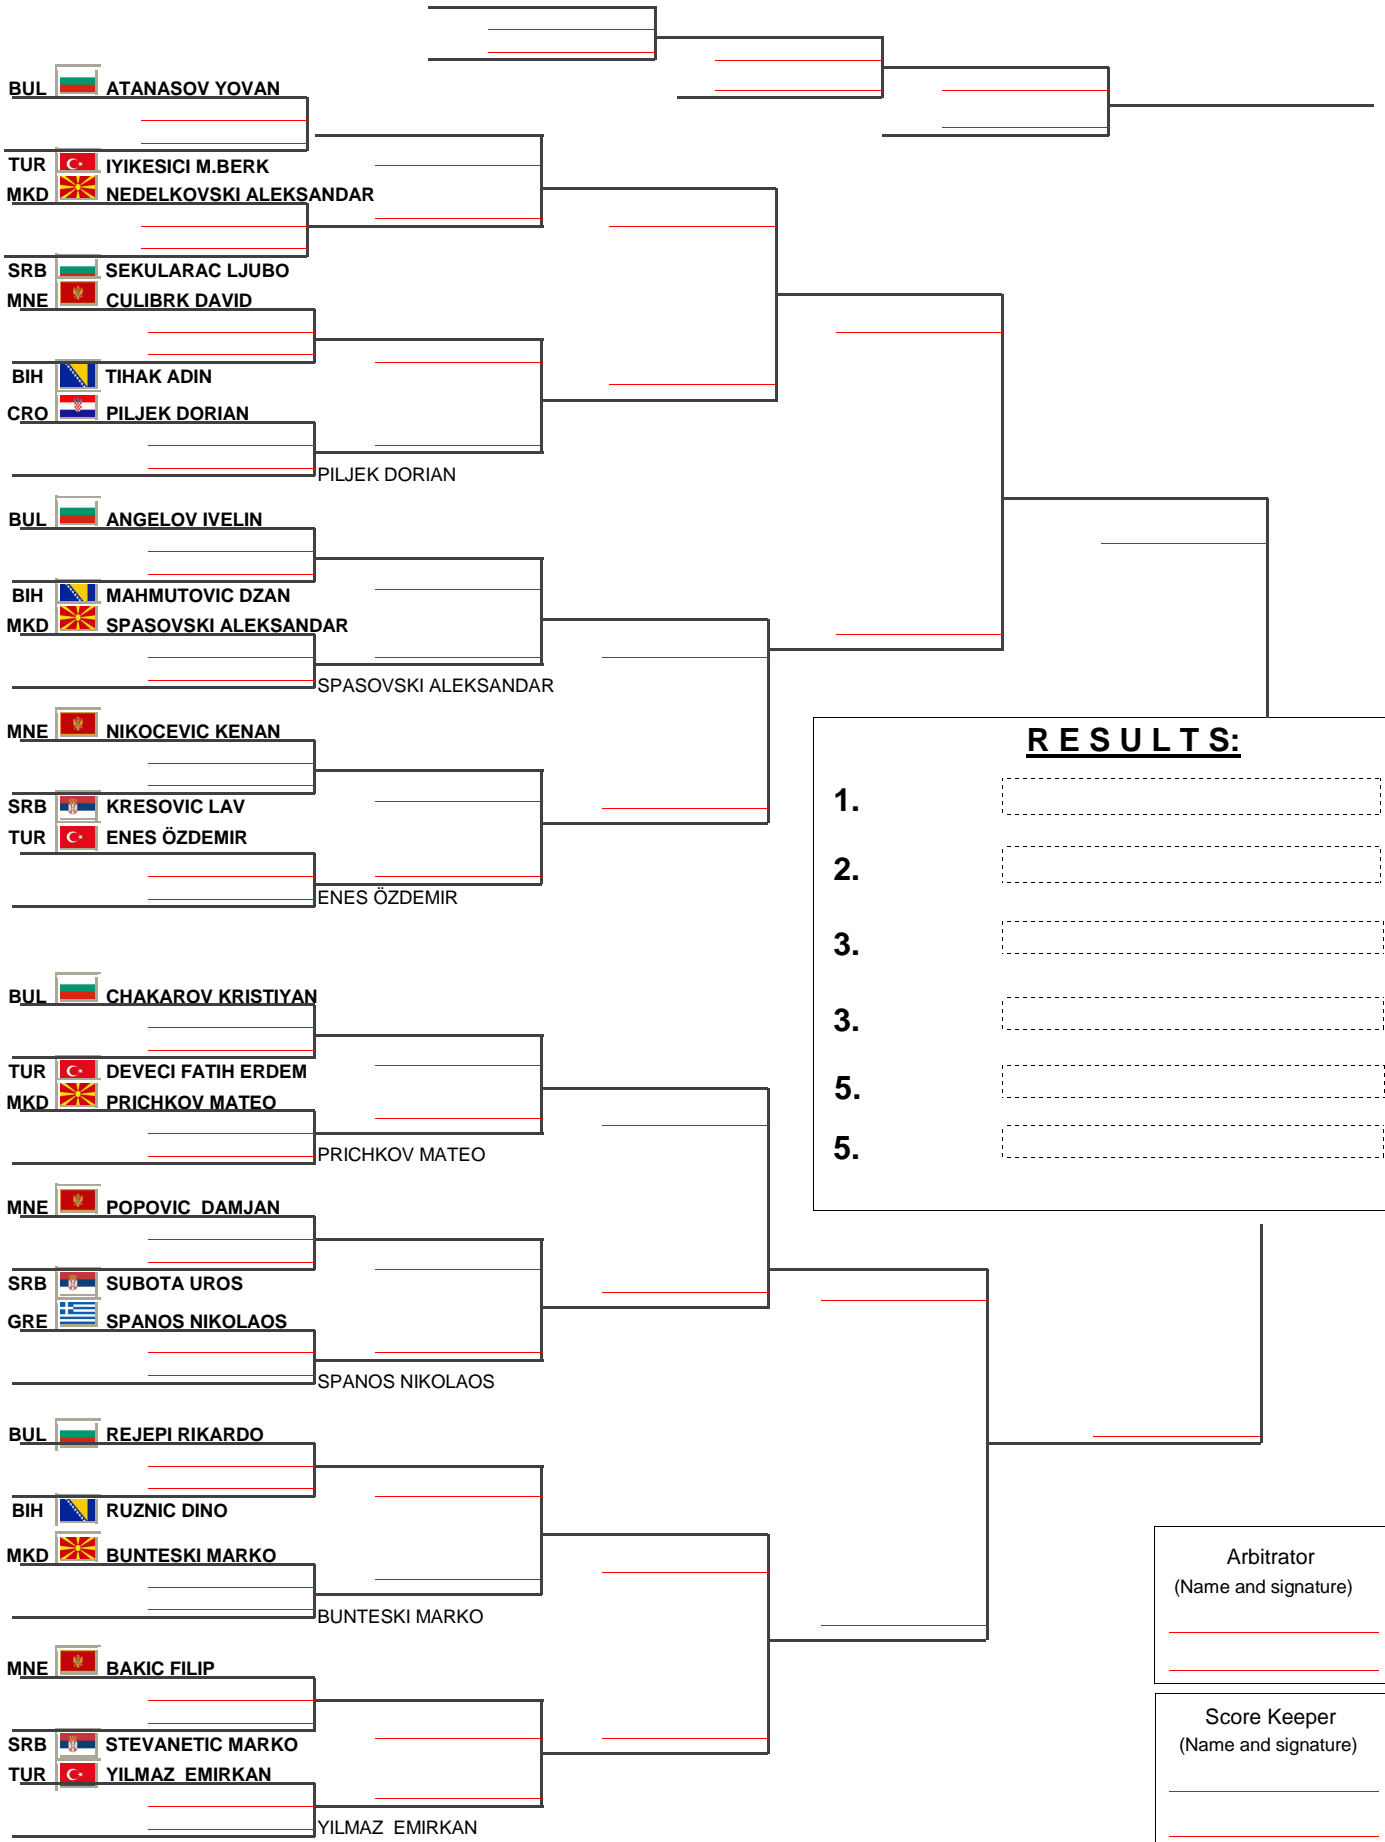 BUL ATANASOV YOVAN
TUR IYIKESICI M.BERK
MKD NEDELKOVSKI ALEKSANDAR
SRB SEKULARAC LJUBO
MNE CULIBRK DAVID
BIH TIHAK ADIN
CRO PILJEK DORIAN
PILJEK DORIAN
BUL ANGELOV IVELIN
BIH MAHMUTOVIC DZAN
MKD SPASOVSKI ALEKSANDAR
SPASOVSKI ALEKSANDAR
MNE NIKOCEVIC KENAN
SRB KRESOVIC LAV
TUR ENES ÖZDEMIR
ENES ÖZDEMIR
BUL CHAKAROV KRISTIYAN
TUR DEVECI FATIH ERDEM
MKD PRICHKOV MATEO
PRICHKOV MATEO
MNE POPOVIC DAMJAN
SRB SUBOTA UROS
GRE SPANOS NIKOLAOS
SPANOS NIKOLAOS
BUL REJEPI RIKARDO
BIH RUZNIC DINO
MKD BUNTESKI MARKO
BUNTESKI MARKO
MNE BAKIC FILIP
SRB STEVANETIC MARKO
TUR YILMAZ EMIRKAN
YILMAZ EMIRKAN
R E S U L T S:
1.
2.
3.
3.
5.
5.
Arbitrator
(Name and signature)
Score Keeper
(Name and signature)